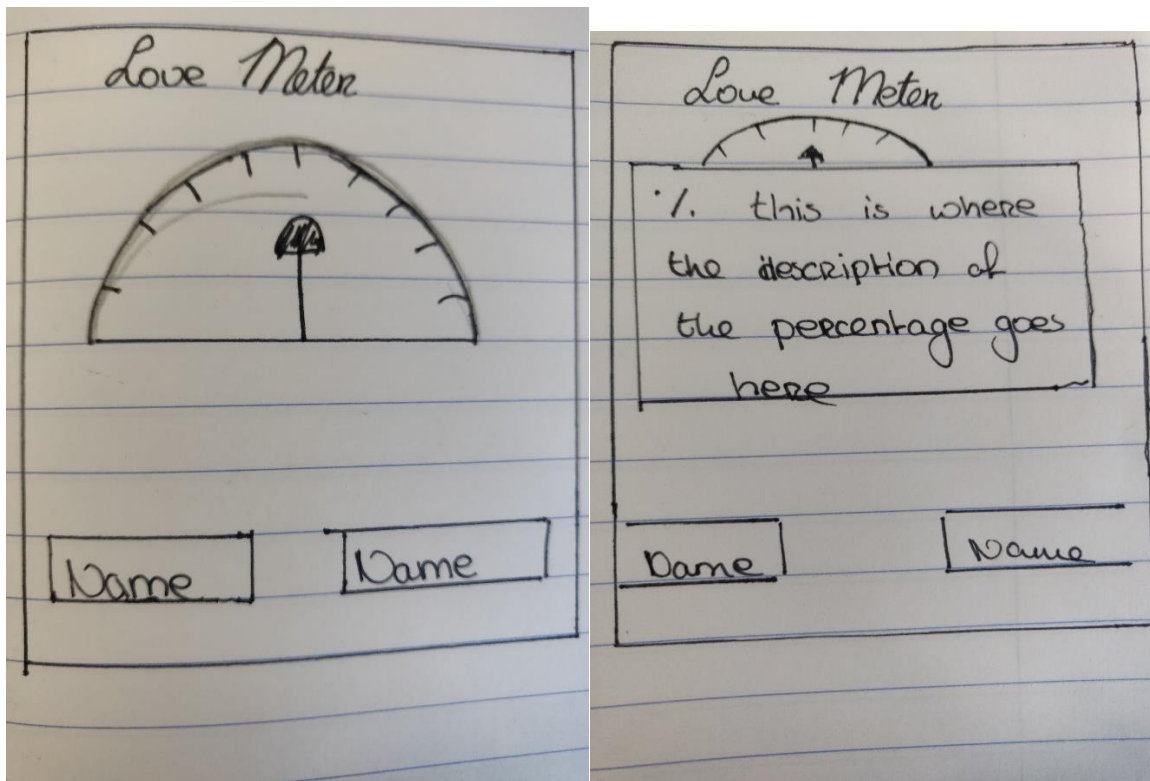 Love Meter
Name
Name
Love Meter
% this is where
the description of
the percentage goes
here
Name
Name